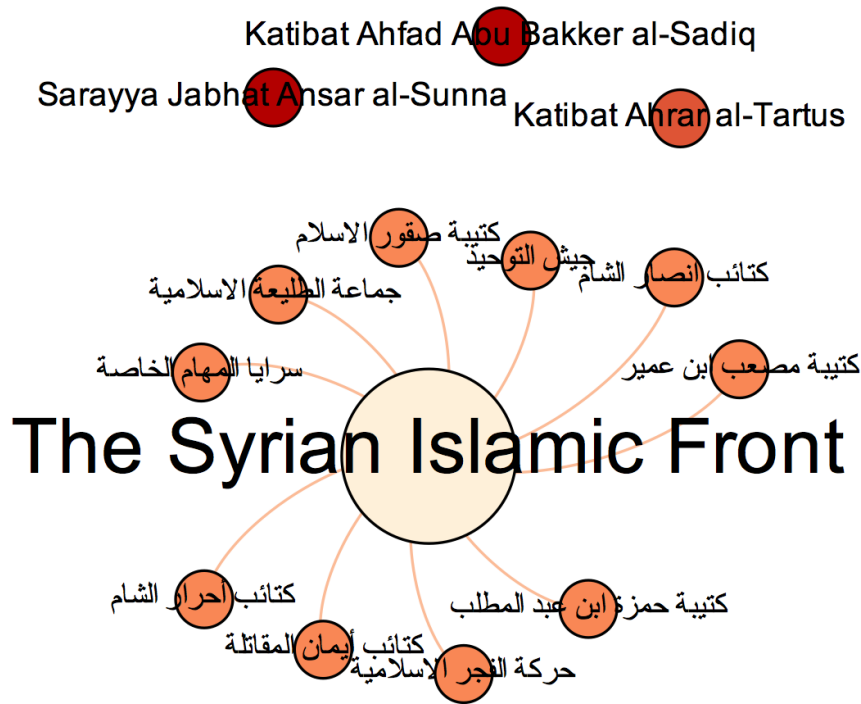 Katibat Ahfad Abu Bakker al-Sadiq
Sarayya Jabhat Ansar al-Sunna
Katibat Ahrar al-Tartus
كتيبة صقور الاسلام
جيش التوحيد
كتائب انصار الشام
جماعة الطليعة الاسلامية
سرايا المهام الخاصة
كتيبة مصعب ابن عمير
The Syrian Islamic Front
كتائب أحرار الشام
كتيبة حمزة ابن عبد المطلب
كتائب أيمان المقاتلة
حركة الفجر الاسلامية